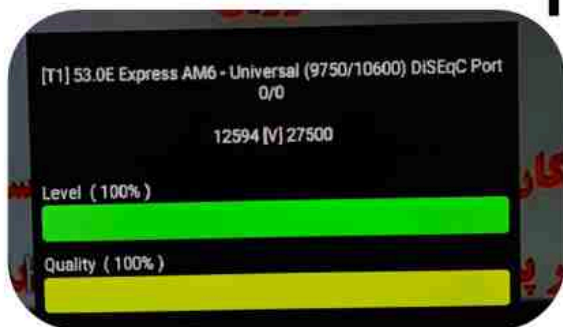 [T1] 53.0E Express AM6 - Universal (9750/10600) DiSEqC Port
0/0
12594 [V] 27500
Level ( 100% )
Quality ( 100% )